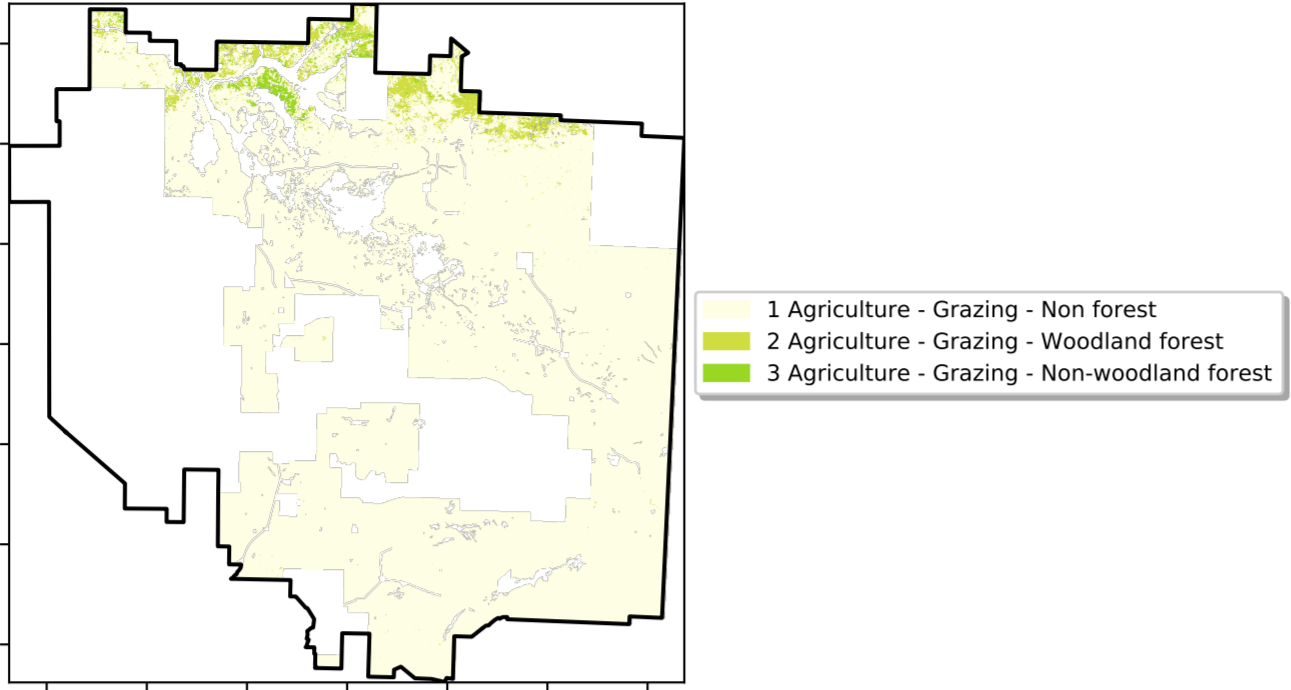 1 Agriculture - Grazing - Non forest
2 Agriculture - Grazing - Woodland forest
3 Agriculture - Grazing - Non-woodland forest